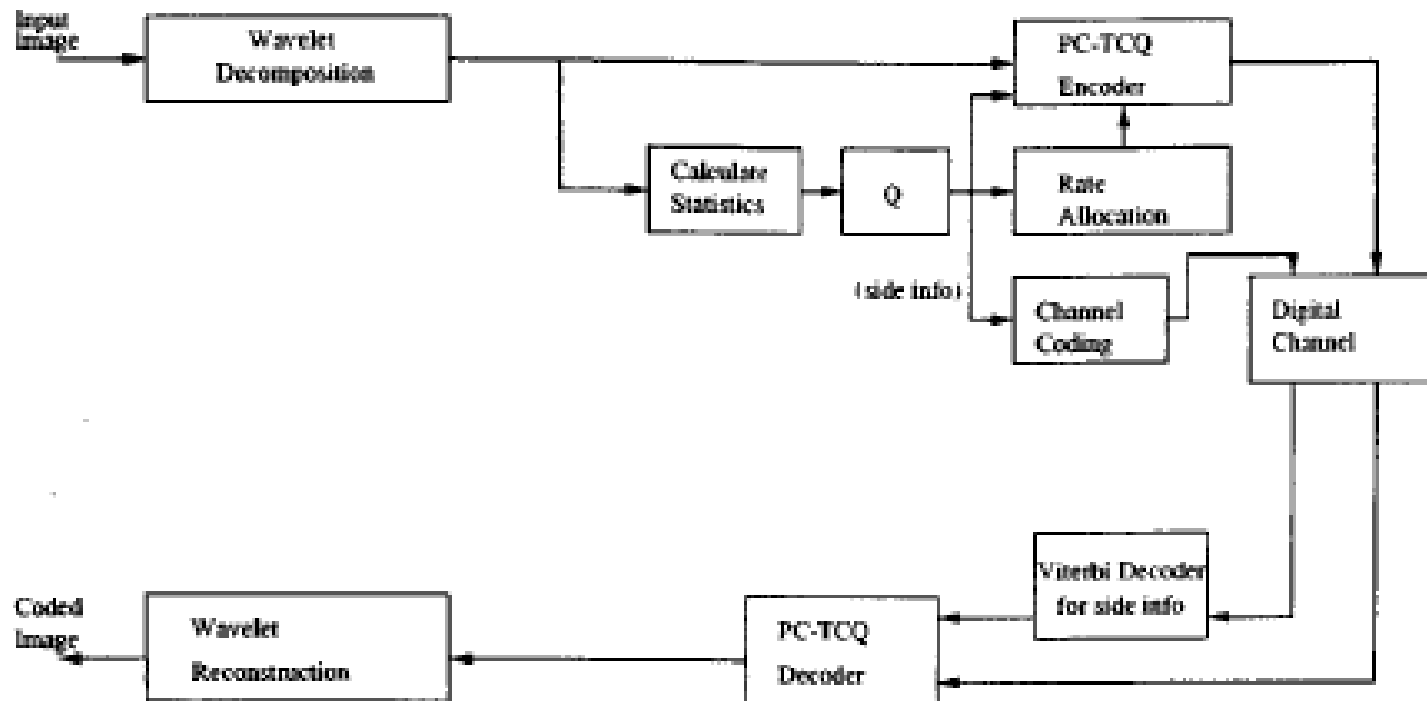 Input
Image
Wavelet
Decomposition
PC-TCQ
Encoder
Calculate
Statistics
Q
Rate
Allocation
(side info)
Channel
Coding
Digital
Channel
Viterbi Decoder
for side info
Coded
Image
Wavelet
Reconstruction
PC-TCQ
Decoder